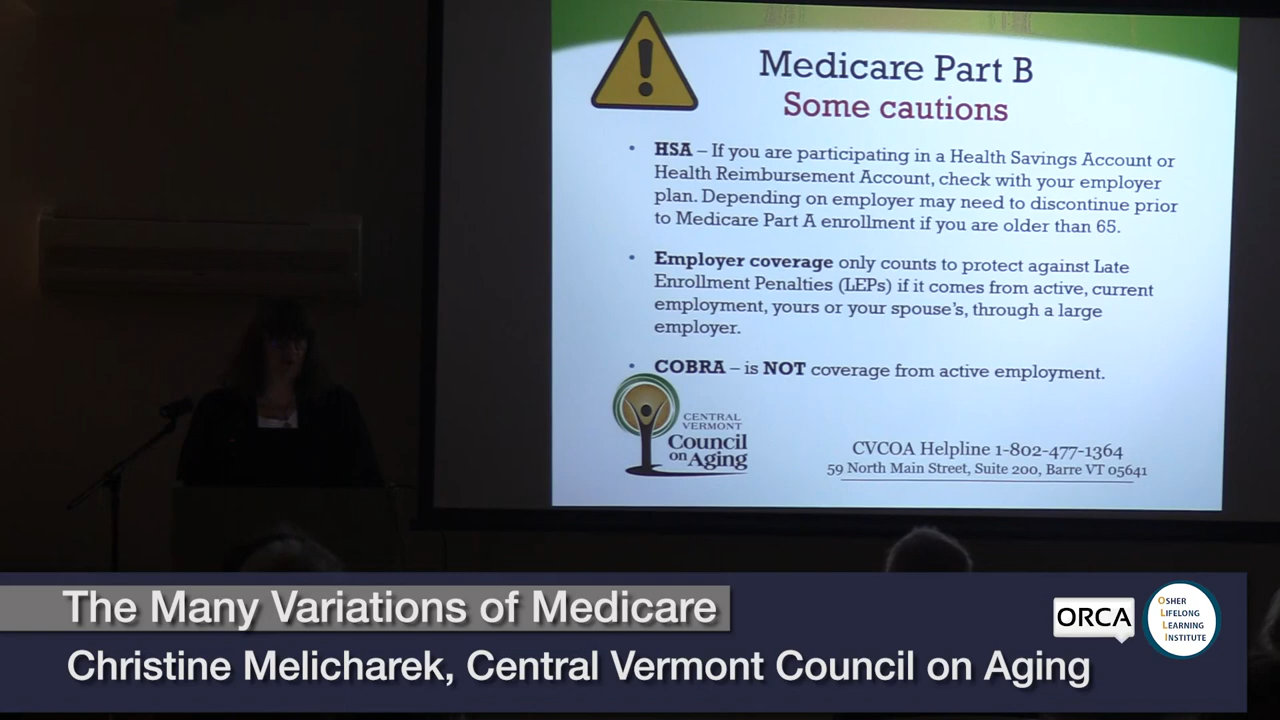 Medicare Part B
Some cautions
• HSA – If you are participating in a Health Savings Account or
Health Reimbursement Account, check with your employer
plan. Depending on employer may need to discontinue prior
to Medicare Part A enrollment if you are older than 65.
• Employer coverage only counts to protect against Late
Enrollment Penalties (LEPs) if it comes from active, current
employment, yours or your spouse's, through a large
employer.
• COBRA – is NOT coverage from active employment.
CENTRAL
VERMONT
Council
on Aging
CVCOA Helpline 1-802-477-1364
59 North Main Street, Suite 200, Barre VT 05641
The Many Variations of Medicare
Christine Melicharek, Central Vermont Council on Aging
ORCA
OSHER
LIFELONG
LEARNING
INSTITUTE